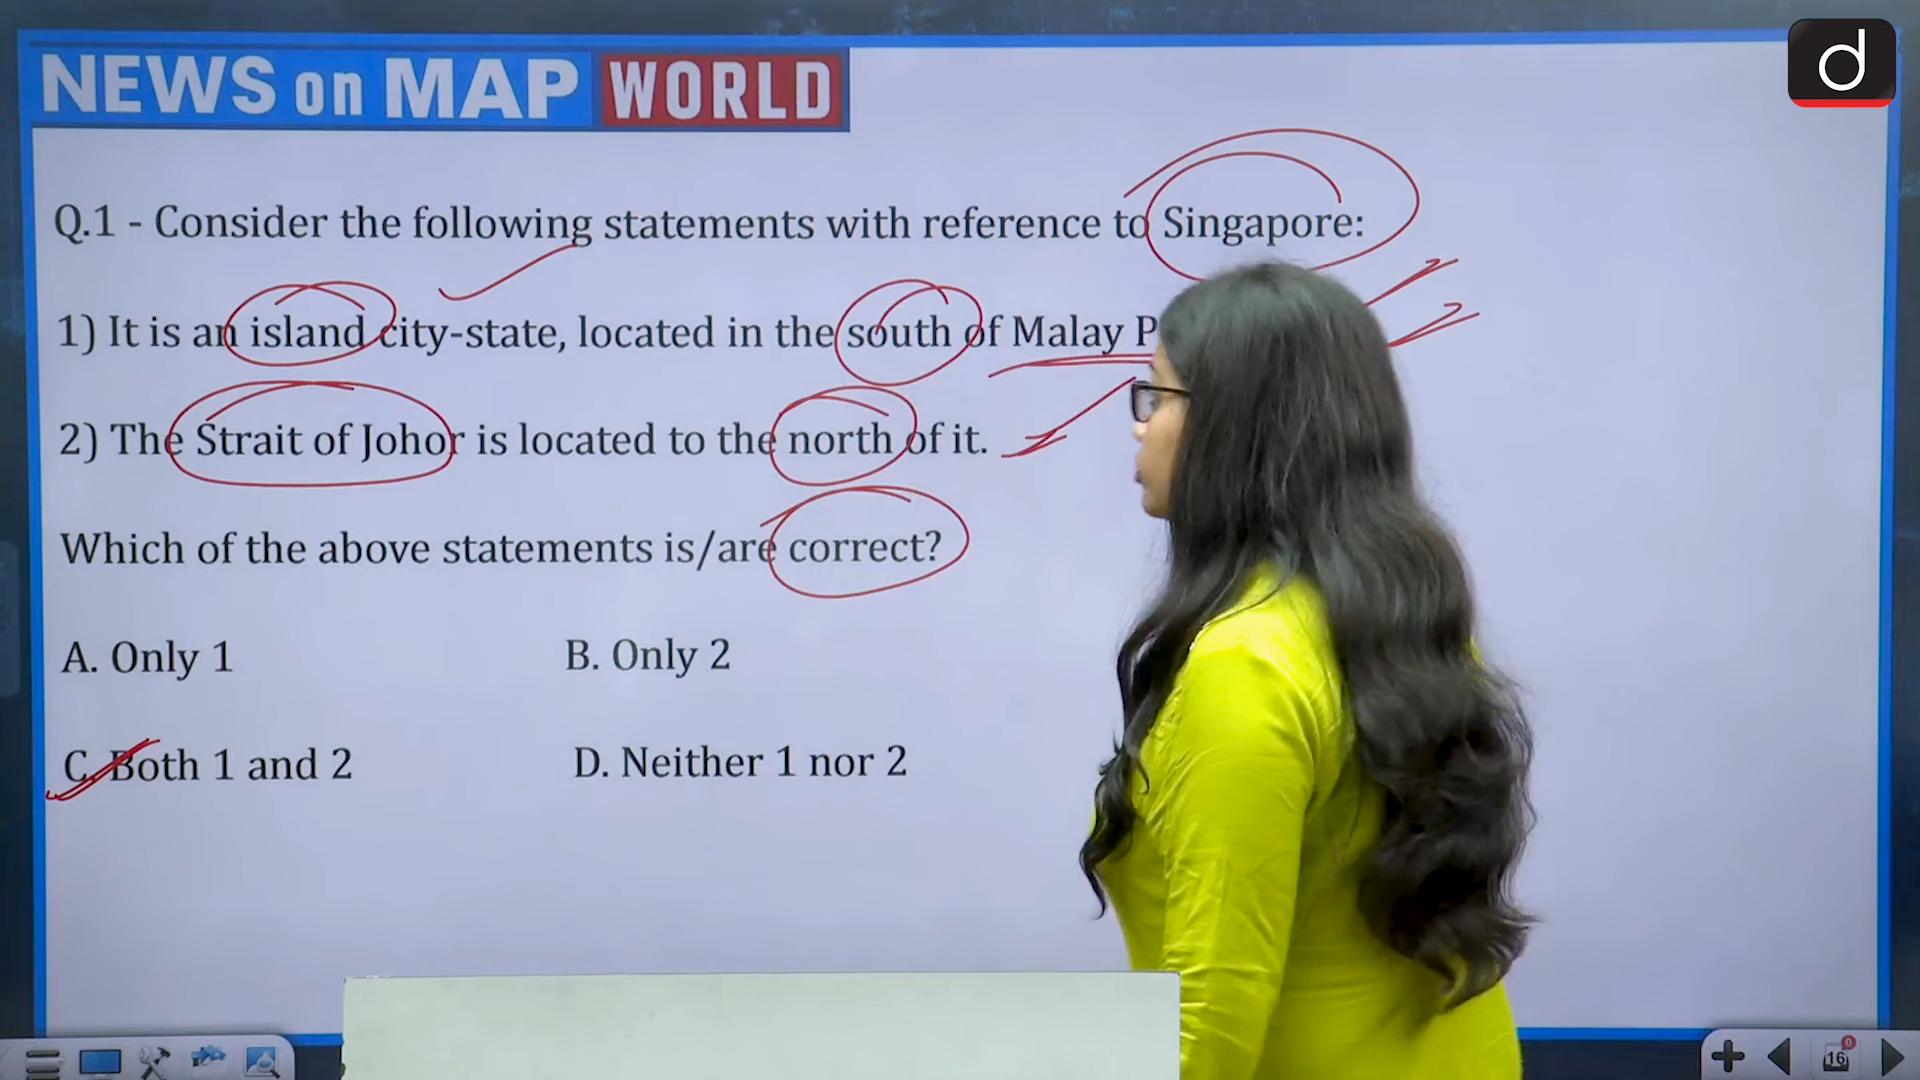 NEWS on MAP WORLD
d
Q.1 - Consider the following statements with reference to Singapore:
1) It is an island city-state, located in the south of Malay P
2) The Strait of Johor is located to the north of it.
Which of the above statements is/are correct?
A. Only 1
B. Only 2
C. Both 1 and 2
D. Neither 1 nor 2
16
0